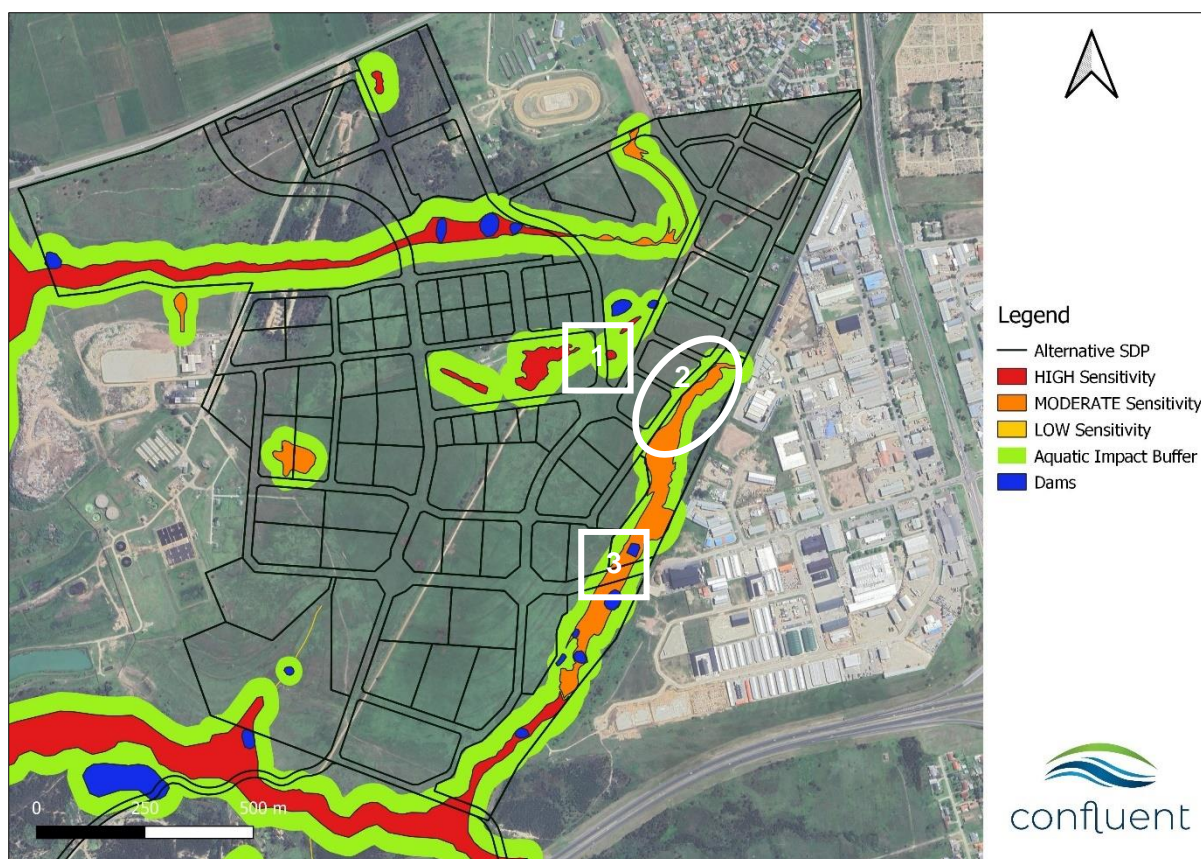 1
2
3
0 250 500 m
Legend
Alternative SDP
HIGH Sensitivity
MODERATE Sensitivity
LOW Sensitivity
Aquatic Impact Buffer
Dams
confluent